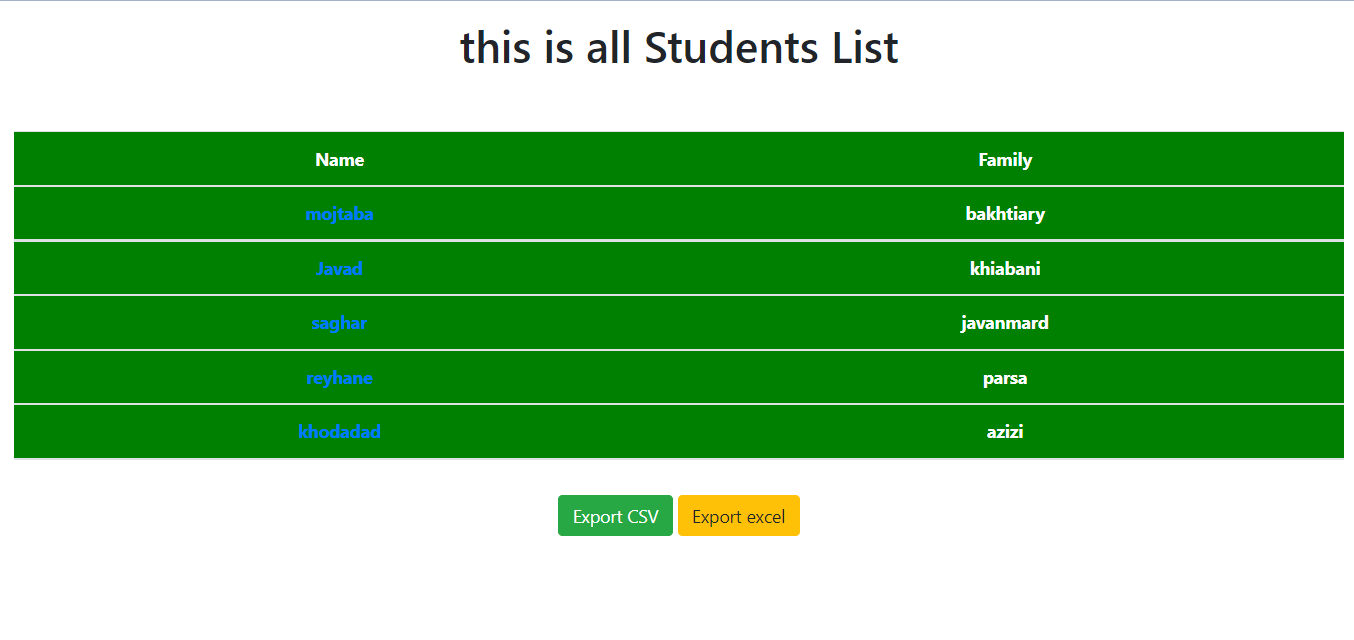 this is all Students List
Name Family
mojtaba bakhtiary
Javad khiabani
saghar javanmard
reyhane parsa
khodadad azizi
Export CSV Export excel